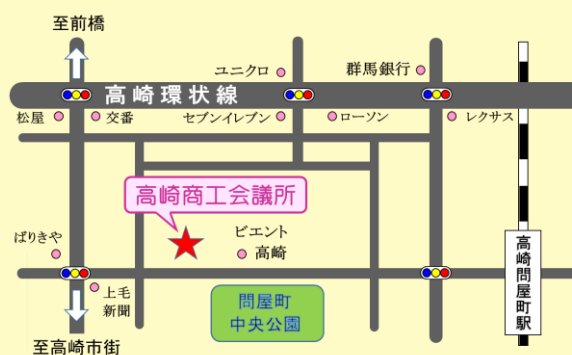 至前橋
ユニクロ
群馬銀行
高崎環状線
松屋
交番
セブンイレブン
ローソン
レクサス
高崎商工会議所
ばりきや
ビエント
高崎
高崎問屋町駅
上毛
新聞
問屋町
中央公園
至高崎市街